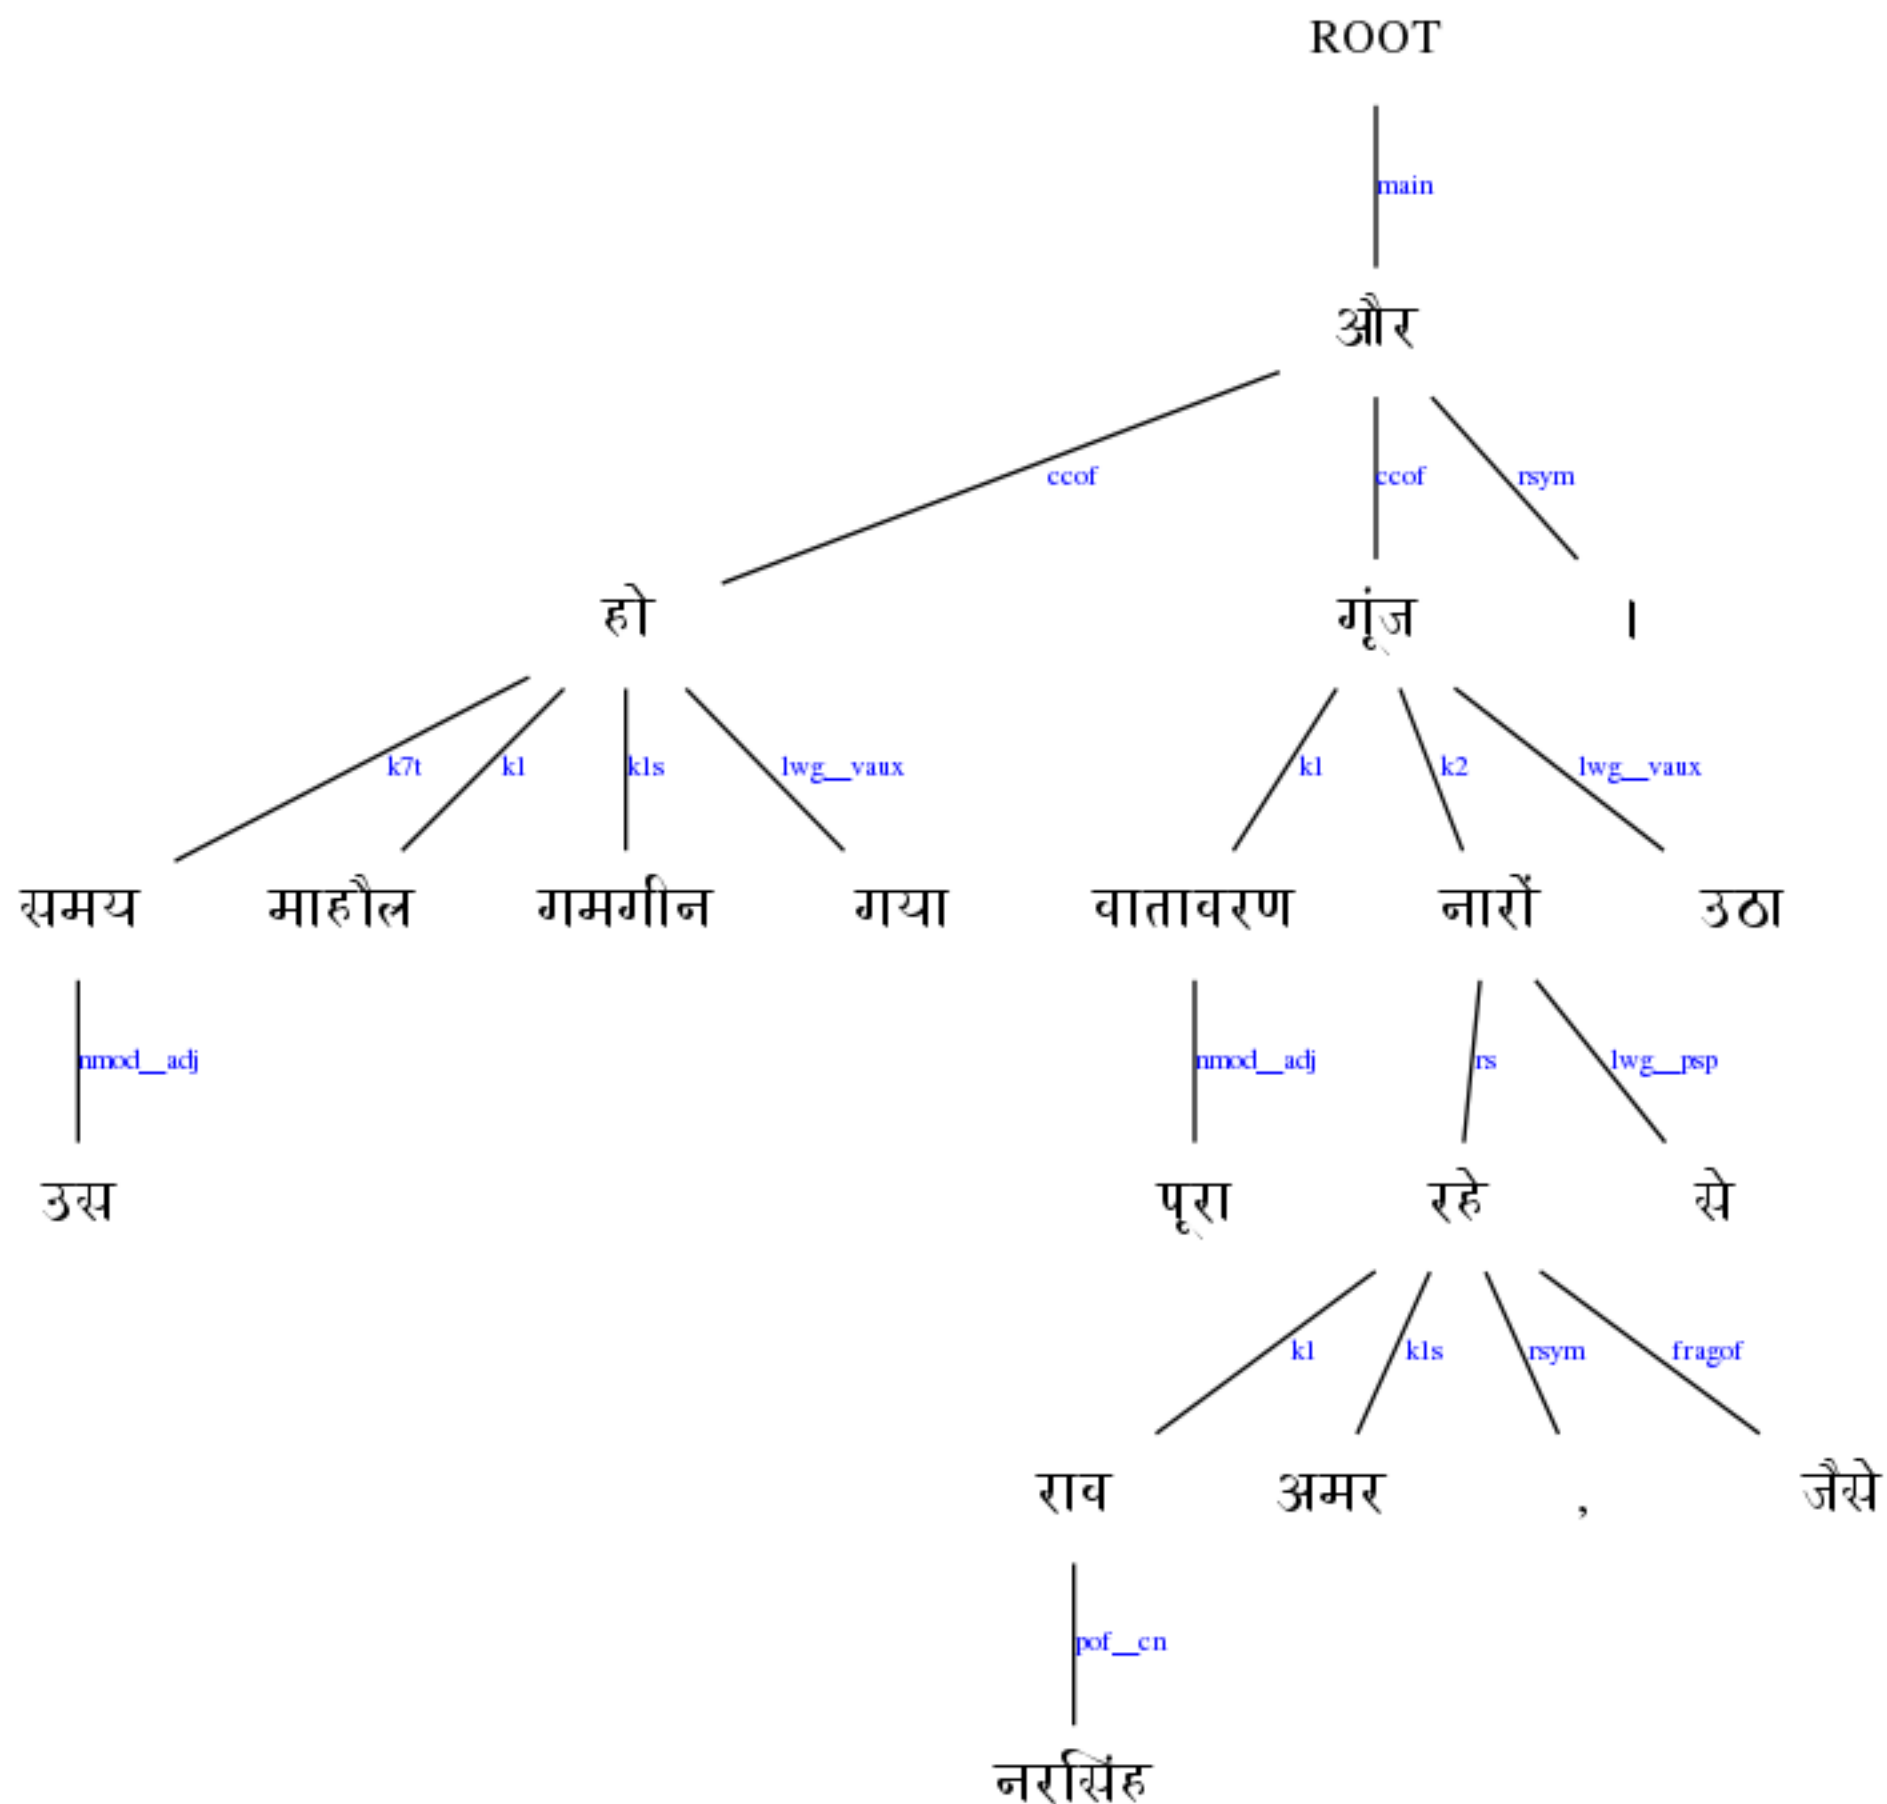 ROOT
main
और
ccof ccof rsym
हो गूंज ।
k7t k1 k1s lwg__vaux k1 k2 lwg__vaux
समय माहौल गमगीन गया वातावरण नारों उठा
nmod__adj nmod__adj rs lwg__psp
उस पूरा रहे से
k1 k1s rsym fragof
राव अमर , जैसे
pof__cn
नरसिंह